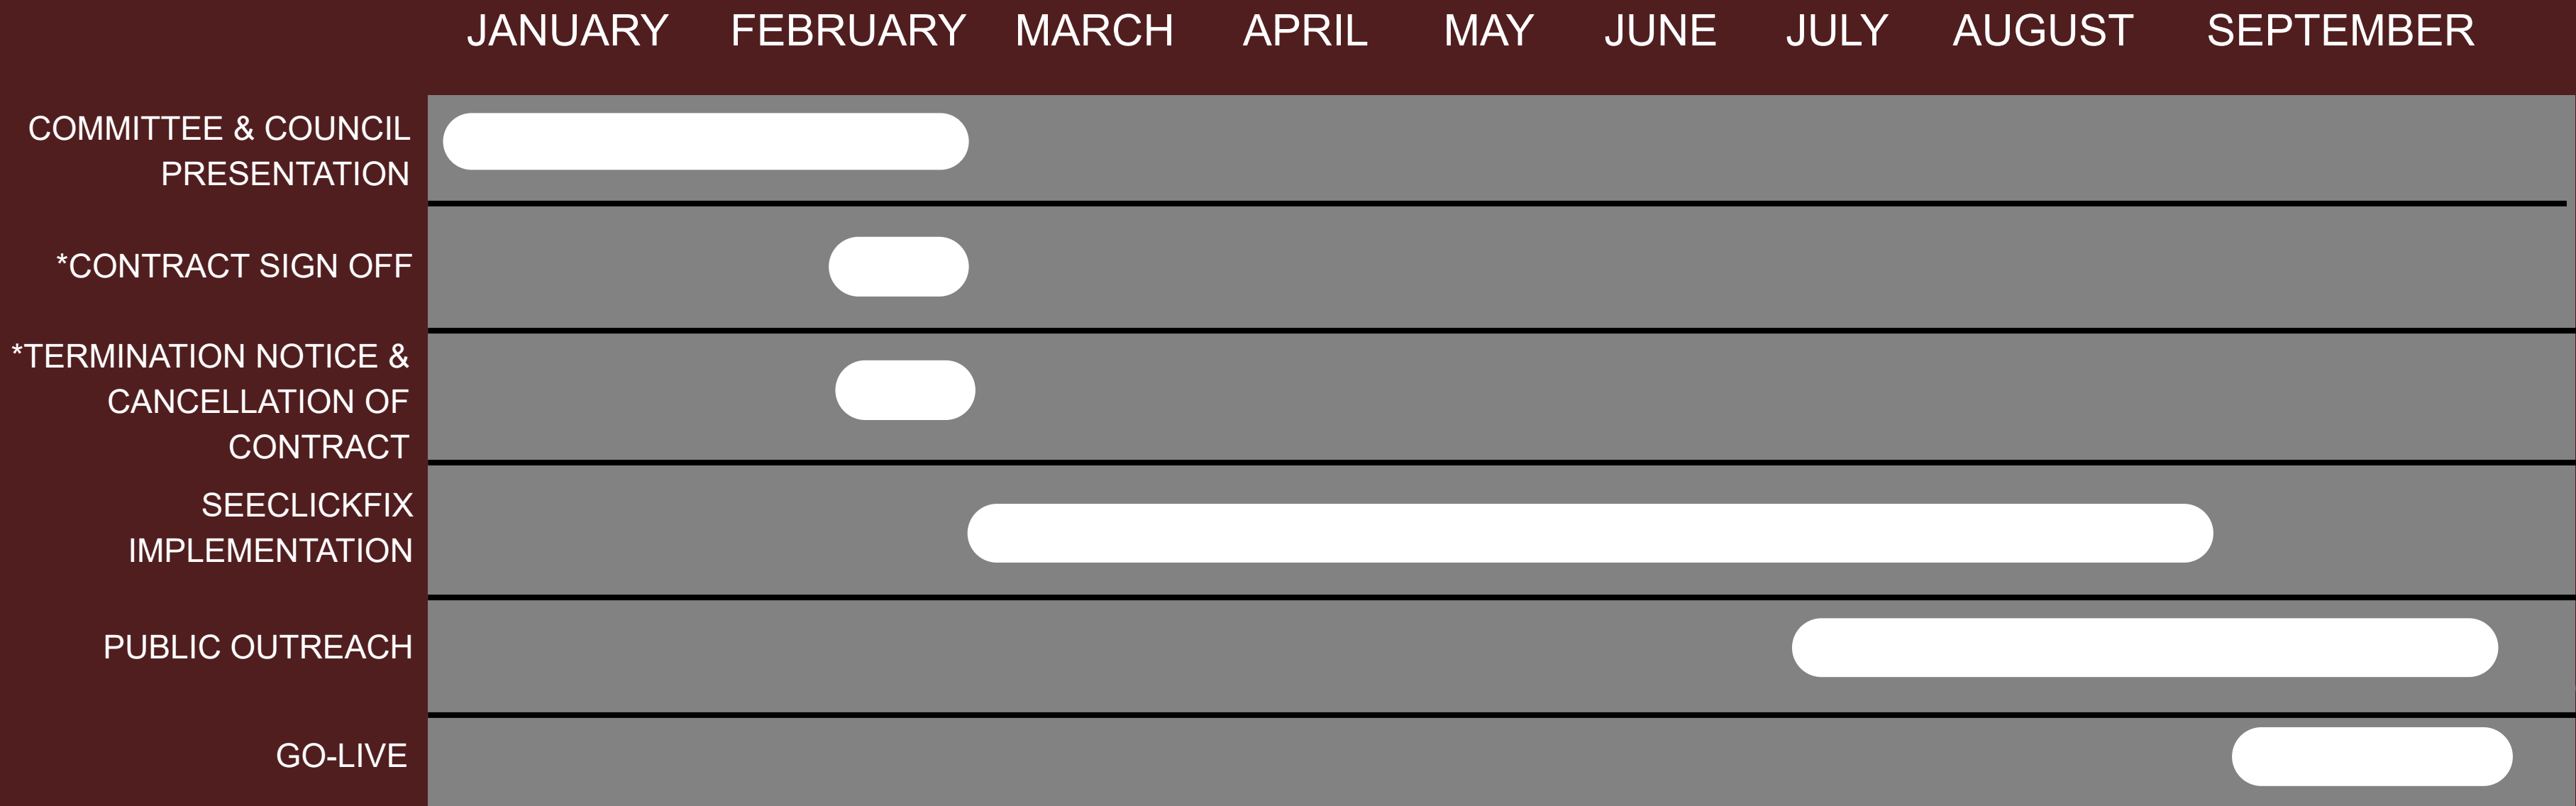 JANUARY FEBRUARY MARCH APRIL MAY JUNE JULY AUGUST SEPTEMBER
COMMITTEE & COUNCIL
PRESENTATION
*CONTRACT SIGN OFF
*TERMINATION NOTICE &
CANCELLATION OF
CONTRACT
SEECLICKFIX
IMPLEMENTATION
PUBLIC OUTREACH
GO-LIVE